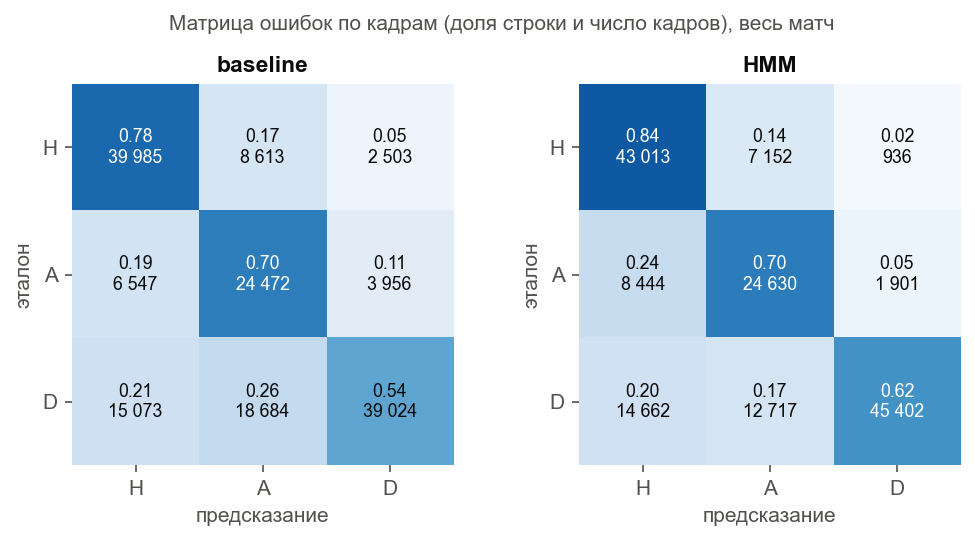 Матрица ошибок по кадрам (доля строки и число кадров), весь матч
baseline
эталон
H
0.78
39 985
0.17
8 613
0.05
2 503
A
0.19
6 547
0.70
24 472
0.11
3 956
D
0.21
15 073
0.26
18 684
0.54
39 024
H
A
D
предсказание
HMM
эталон
H
0.84
43 013
0.14
7 152
0.02
936
A
0.24
8 444
0.70
24 630
0.05
1 901
D
0.20
14 662
0.17
12 717
0.62
45 402
H
A
D
предсказание